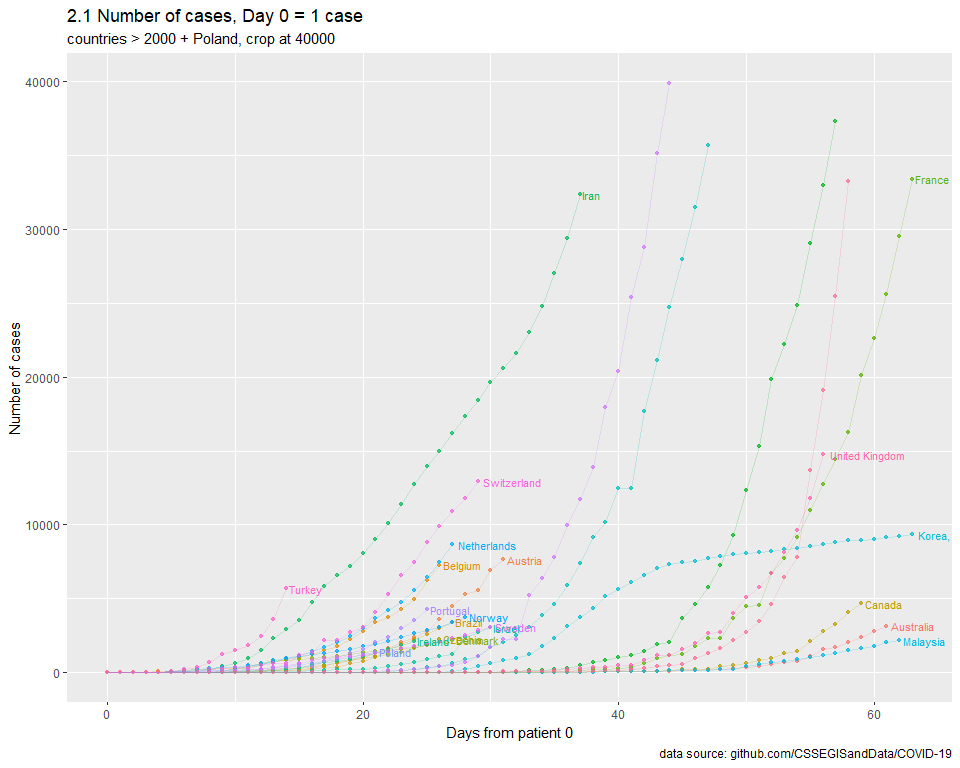 2.1 Number of cases, Day 0 = 1 case
countries > 2000 + Poland, crop at 40000
40000
30000
20000
10000
0
Number of cases
Iran
France
United Kingdom
Switzerland
Korea,
Netherlands
Austria
Belgium
Turkey
Canada
Portugal
Norway
Brazil
Sweden
Israel
Australia
Ireland
Denmark
Malaysia
Poland
0
20
40
60
Days from patient 0
data source: github.com/CSSEGISandData/COVID-19